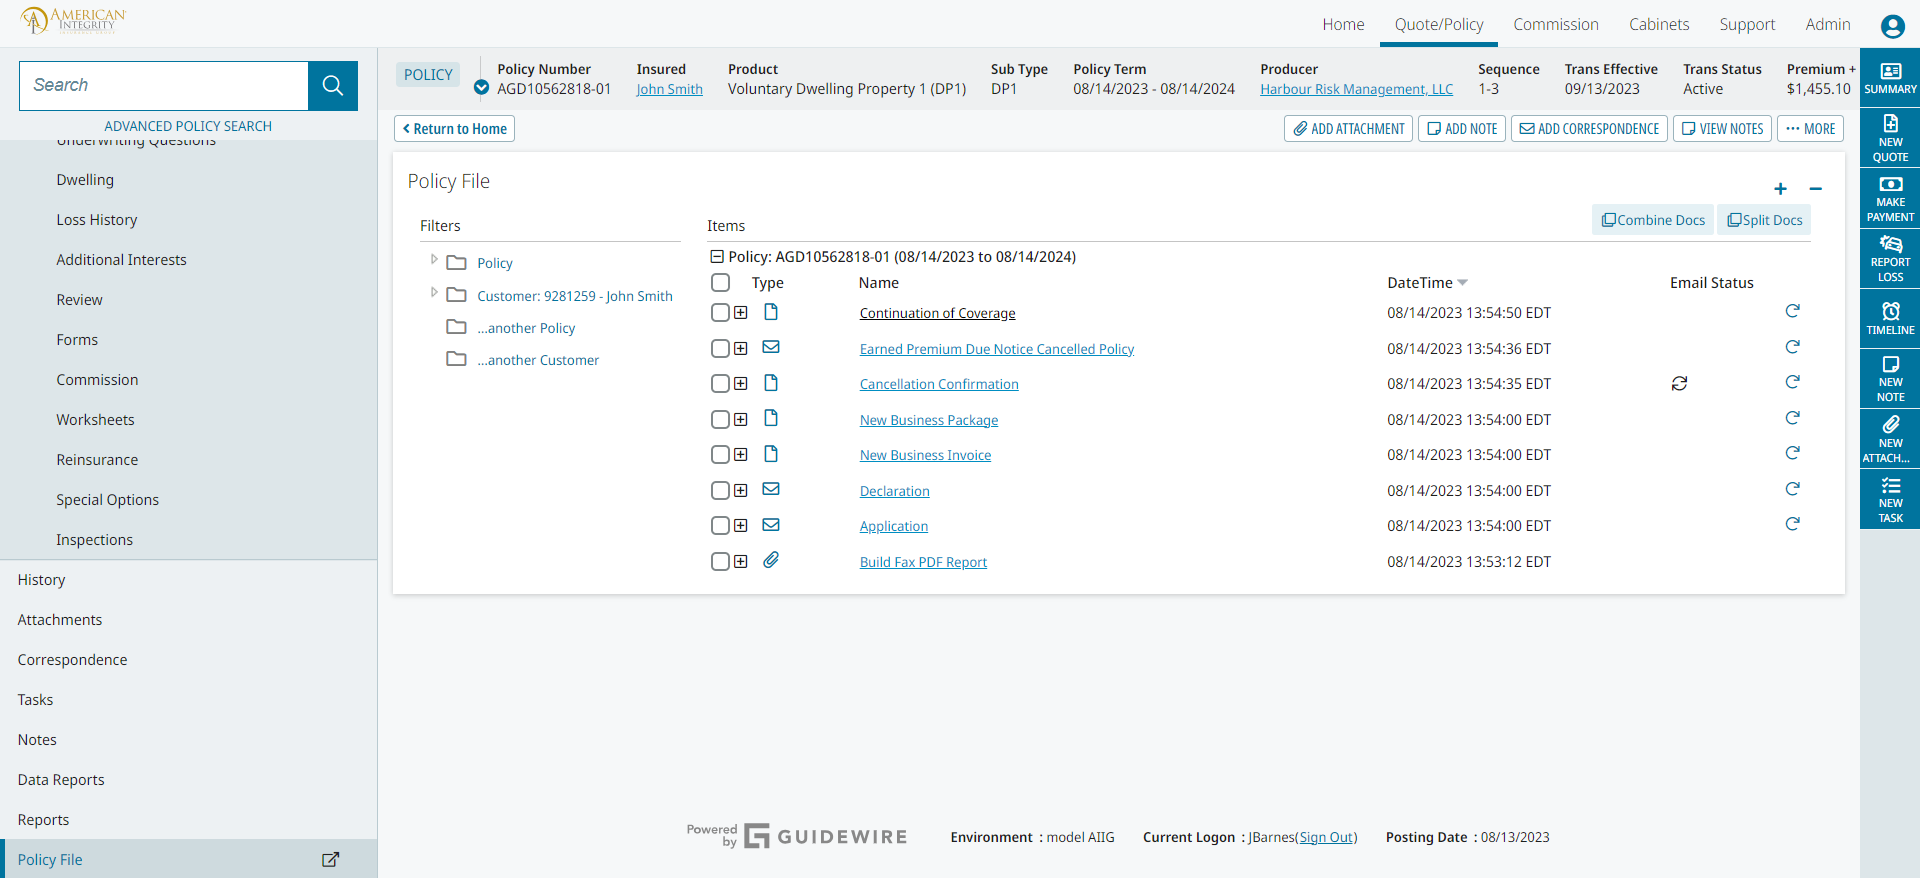 AMERICAN
INTEGRITY
Home
Quote/Policy
Commission
Cabinets
Support
Admin
Search
ADVANCED POLICY SEARCH
POLICY
Policy Number
AGD10562818-01
Insured
John Smith
Product
Voluntary Dwelling Property 1 (DP1)
Sub Type
DP1
Policy Term
08/14/2023 - 08/14/2024
Producer
Harbour Risk Management, LLC
Sequence
1-3
Trans Effective
09/13/2023
Trans Status
Active
Premium +
$1,455.10
Return to Home
ADD ATTACHMENT
ADD NOTE
ADD CORRESPONDENCE
VIEW NOTES
MORE
Underwriting Questions
Dwelling
Loss History
Additional Interests
Review
Forms
Commission
Worksheets
Reinsurance
Special Options
Inspections
History
Attachments
Correspondence
Tasks
Notes
Data Reports
Reports
Policy File
Policy File
Filters
Policy
Customer: 9281259 - John Smith
...another Policy
...another Customer
Items
Combine Docs
Split Docs
Policy: AGD10562818-01 (08/14/2023 to 08/14/2024)
Type Name DateTime Email Status
Continuation of Coverage 08/14/2023 13:54:50 EDT
Earned Premium Due Notice Cancelled Policy 08/14/2023 13:54:36 EDT
Cancellation Confirmation 08/14/2023 13:54:35 EDT
New Business Package 08/14/2023 13:54:00 EDT
New Business Invoice 08/14/2023 13:54:00 EDT
Declaration 08/14/2023 13:54:00 EDT
Application 08/14/2023 13:54:00 EDT
Build Fax PDF Report 08/14/2023 13:53:12 EDT
SUMMARY
NEW
QUOTE
MAKE
PAYMENT
REPORT
LOSS
TIMELINE
NEW
NOTE
NEW
ATTACH...
NEW
TASK
Powered
by
GUIDEWIRE
Environment : model AIIG
Current Logon : JBarnes(Sign Out)
Posting Date : 08/13/2023